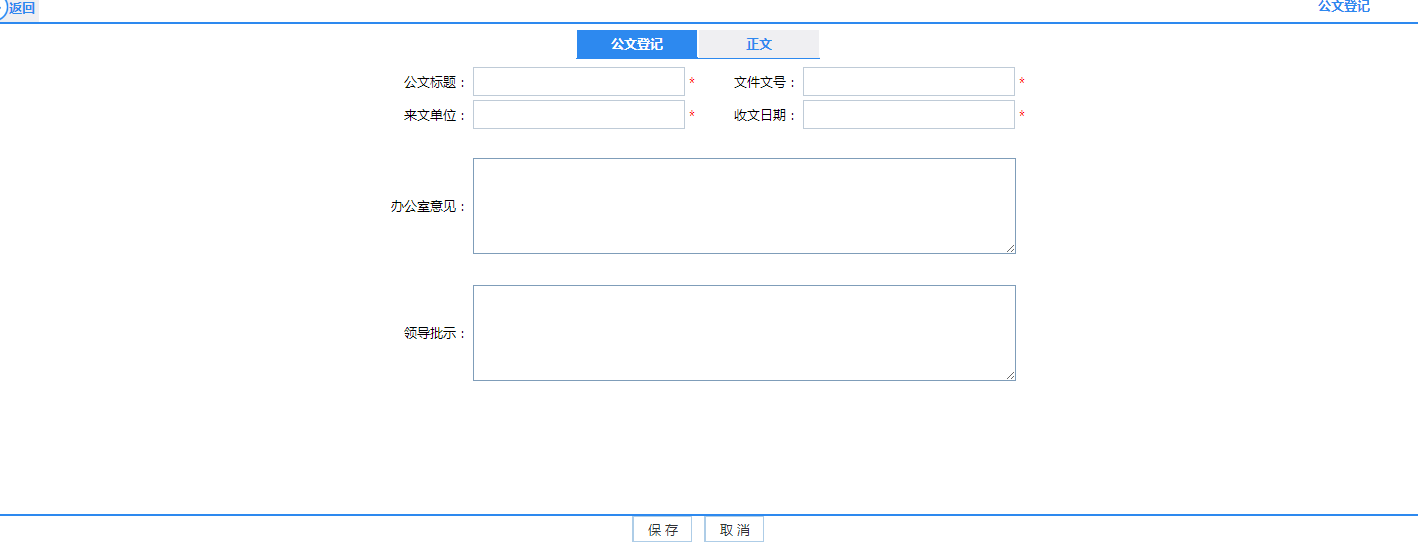 返回
公文登记
公文登记 正文
公文标题： * 文件文号： *
来文单位： * 收文日期： *
办公室意见：
领导批示：
保 存 取 消